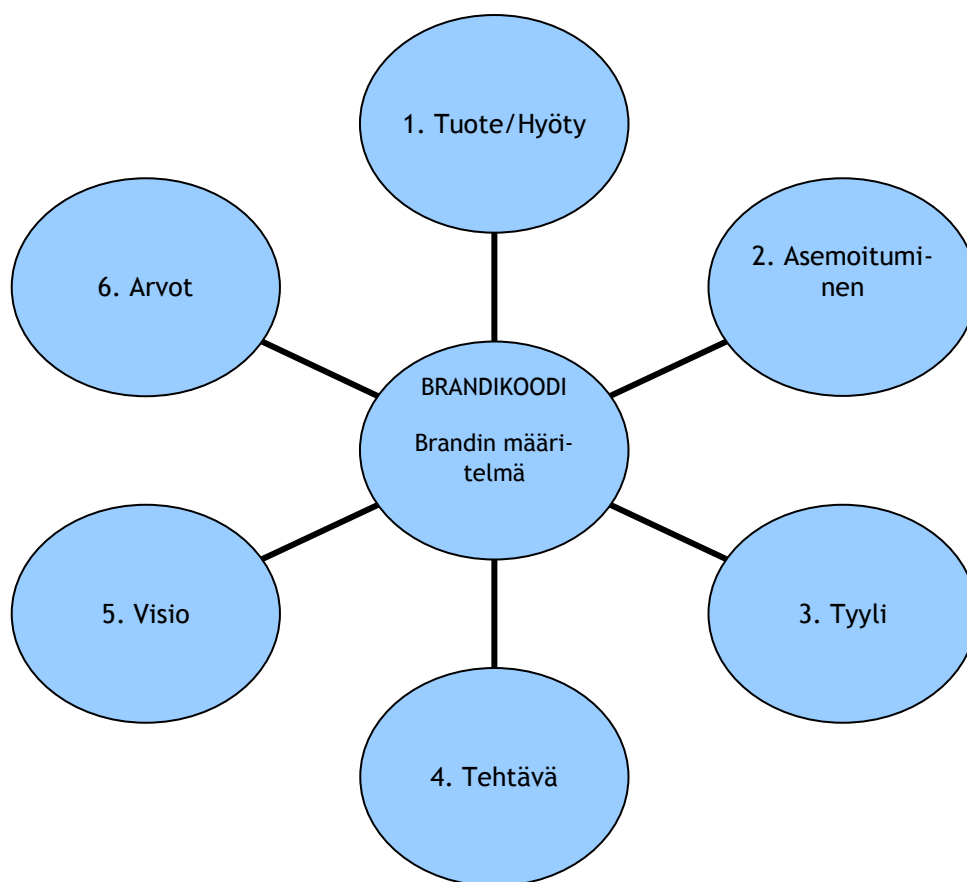 1. Tuote/Hyöty
2. Asemoitumi-
nen
3. Tyyli
4. Tehtävä
5. Visio
6. Arvot
BRANDIKOODI
Brandin määri-
telmä